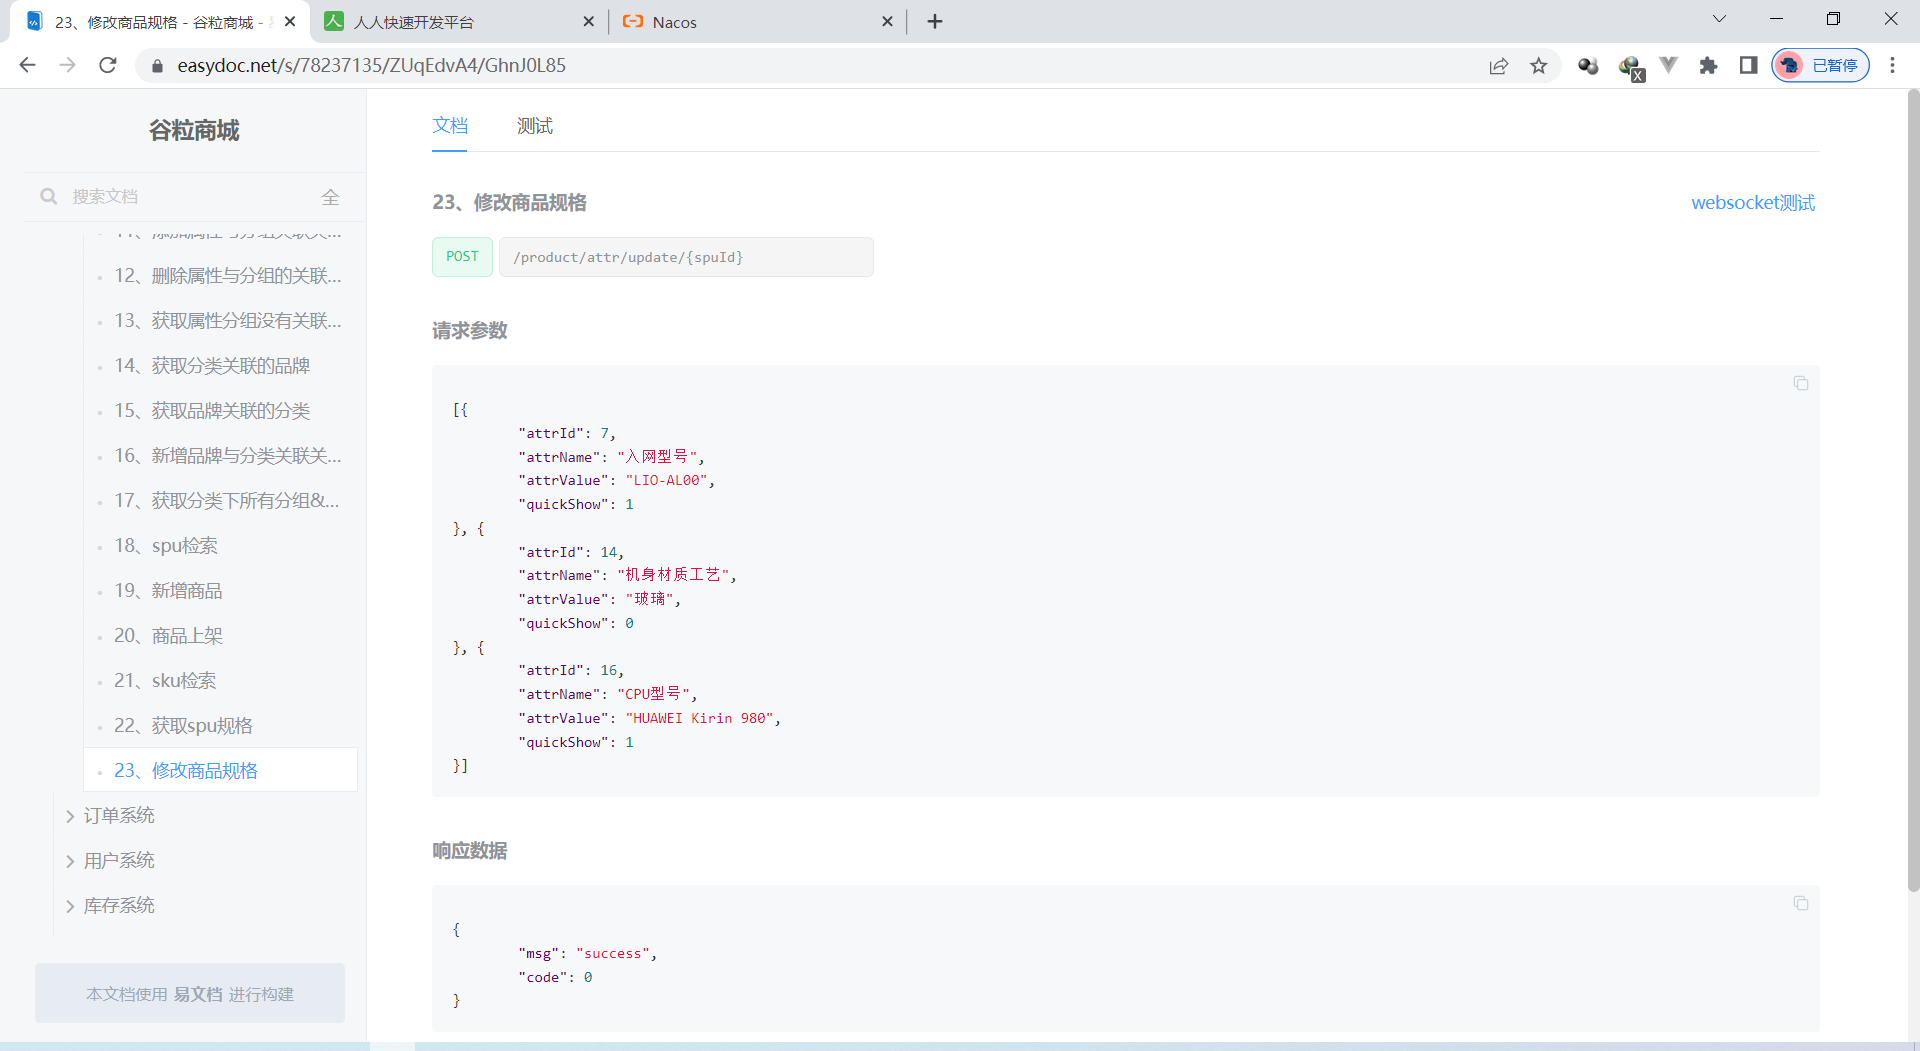 23、修改商品规格 - 谷粒商城 -
人人快速开发平台
Nacos
easydoc.net/s/78237135/ZUqEdvA4/GhnJ0L85
已暂停
谷粒商城
搜索文档
全
11、添加属性与分组关联关...
12、删除属性与分组的关联...
13、获取属性分组没有关联...
14、获取分类关联的品牌
15、获取品牌关联的分类
16、新增品牌与分类关联关...
17、获取分类下所有分组&...
18、spu检索
19、新增商品
20、商品上架
21、sku检索
22、获取spu规格
23、修改商品规格
订单系统
用户系统
库存系统
本文档使用 易文档 进行构建
文档
测试
23、修改商品规格
websocket测试
POST
/product/attr/update/{spuId}
请求参数
[{
"attrId": 7,
"attrName": "入网型号",
"attrValue": "LIO-AL00",
"quickShow": 1
}, {
"attrId": 14,
"attrName": "机身材质工艺",
"attrValue": "玻璃",
"quickShow": 0
}, {
"attrId": 16,
"attrName": "CPU型号",
"attrValue": "HUAWEI Kirin 980",
"quickShow": 1
}]
响应数据
{
"msg": "success",
"code": 0
}